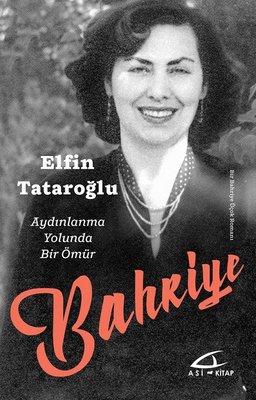 Elfin
Tataroğlu
Aydınlanma
Yolunda
Bir Ömür
Bahriye
Bir Bahriye Üçok Romanı
ASİ KİTAP